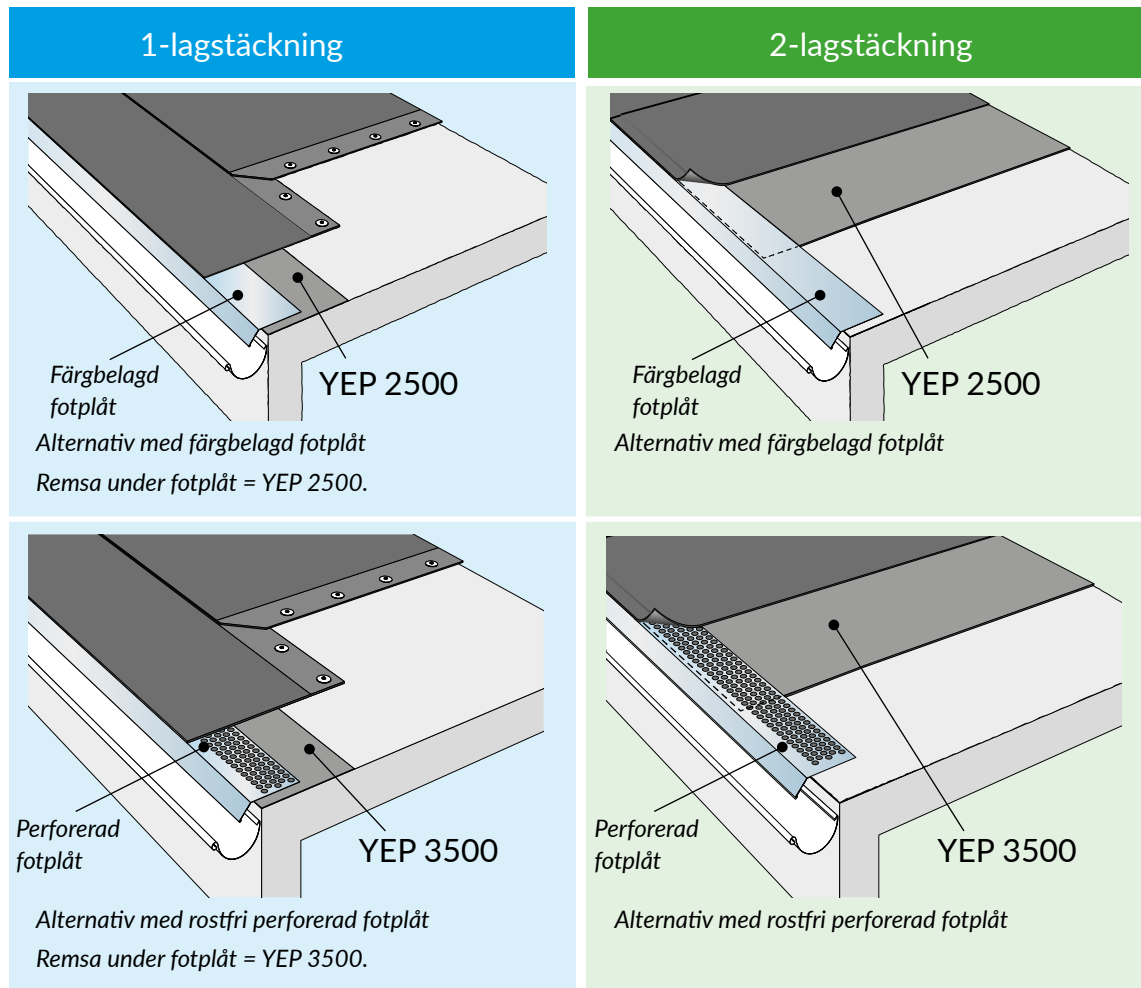 1-lagstäckning
2-lagstäckning
Färgbelagd
fotplåt
YEP 2500
Alternativ med färgbelagd fotplåt
Remsa under fotplåt = YEP 2500.
Färgbelagd
fotplåt
YEP 2500
Alternativ med färgbelagd fotplåt
Perforerad
fotplåt
YEP 3500
Alternativ med rostfri perforerad fotplåt
Remsa under fotplåt = YEP 3500.
Perforerad
fotplåt
YEP 3500
Alternativ med rostfri perforerad fotplåt